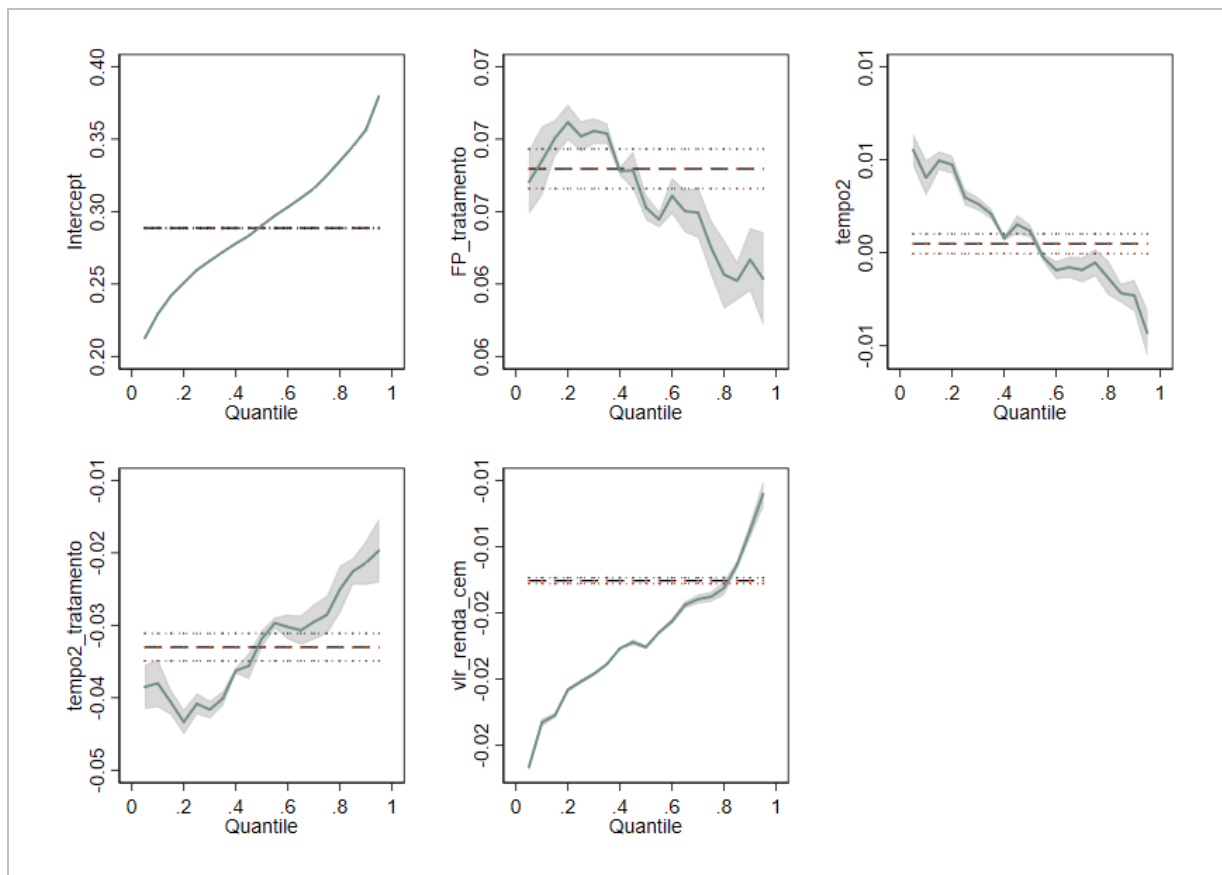 Intercept
0.40
0.35
0.30
0.25
0.20
0 .2 .4 .6 .8 1
Quantile
FP_tratamento
0.07
0.07
0.07
0.06
0.06
0 .2 .4 .6 .8 1
Quantile
tempo2
0.01
0.01
0.00
-0.01
0 .2 .4 .6 .8 1
Quantile
tempo2_tratamento
-0.01
-0.02
-0.03
-0.04
-0.05
0 .2 .4 .6 .8 1
Quantile
vlr_renda_cem
-0.01
-0.01
-0.02
-0.02
-0.02
0 .2 .4 .6 .8 1
Quantile